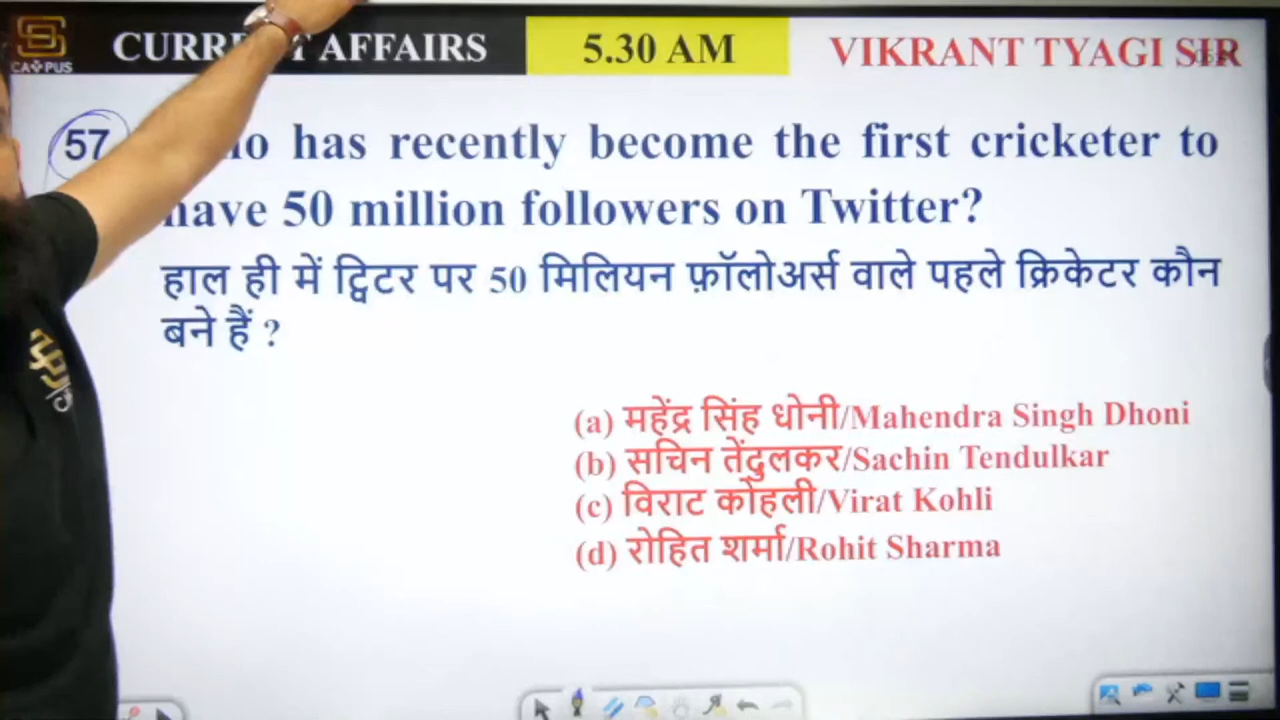 CAMPUS
CURRENT AFFAIRS
5.30 AM
VIKRANT TYAGI SIR
57
has recently become the first cricketer to
have 50 million followers on Twitter?
हाल ही में ट्विटर पर 50 मिलियन फ़ॉलोअर्स वाले पहले क्रिकेटर कौन
बने हैं ?
(a) महेंद्र सिंह धोनी/Mahendra Singh Dhoni
(b) सचिन तेंदुलकर/Sachin Tendulkar
(c) विराट कोहली/Virat Kohli
(d) रोहित शर्मा/Rohit Sharma